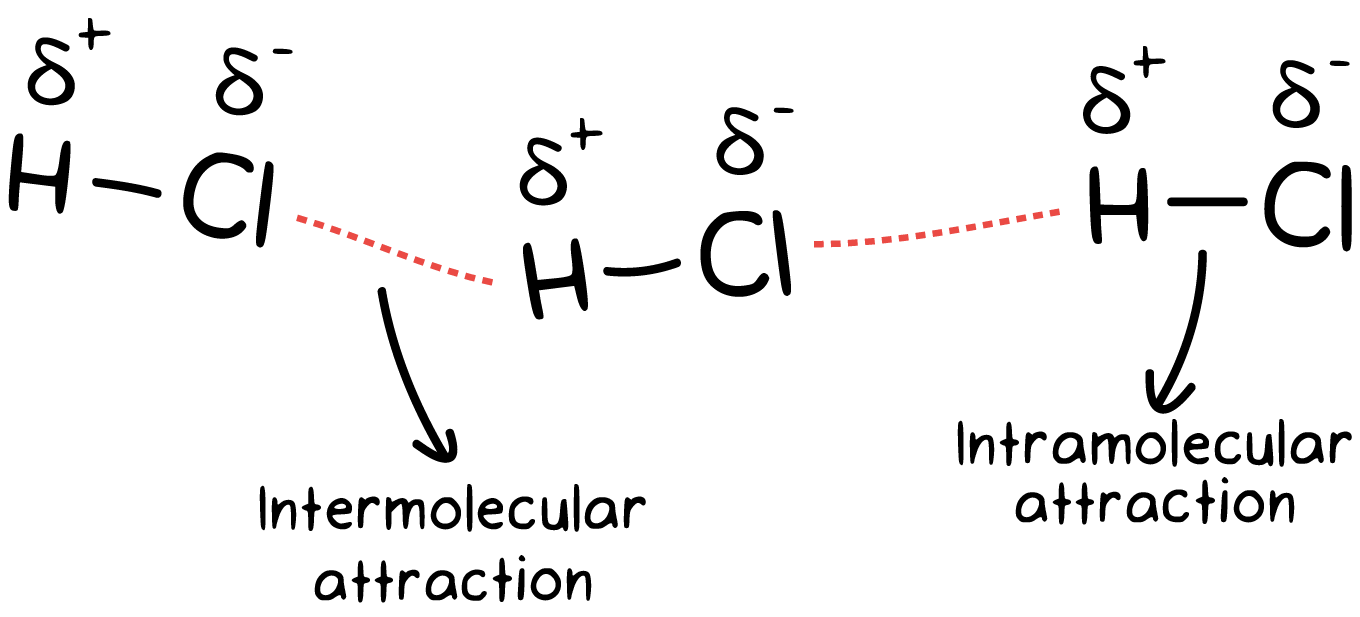 δ⁺ δ⁻
H—Cl
δ⁺ δ⁻
H—Cl
δ⁺ δ⁻
H—Cl
Intermolecular
attraction
Intramolecular
attraction